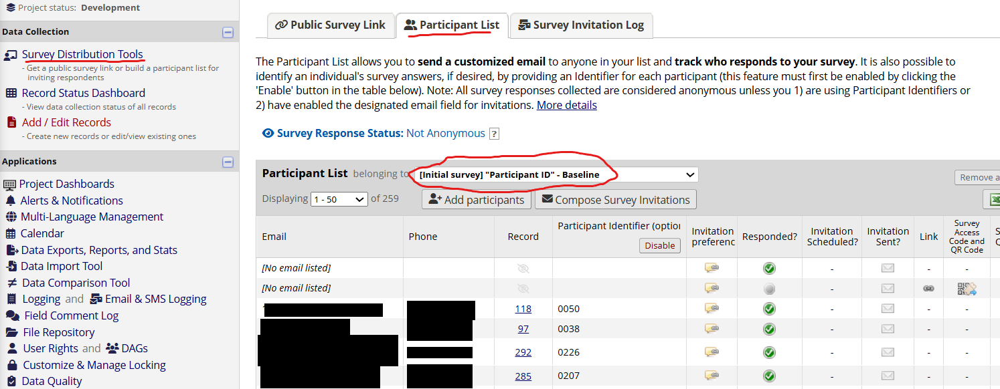 Project status: Development
Data Collection
Survey Distribution Tools
- Get a public survey link or build a participant list for
inviting respondents
Record Status Dashboard
- View data collection status of all records
Add / Edit Records
- Create new records or edit/view existing ones
Applications
Project Dashboards
Alerts & Notifications
Multi-Language Management
Calendar
Data Exports, Reports, and Stats
Data Import Tool
Data Comparison Tool
Logging and Email & SMS Logging
Field Comment Log
File Repository
User Rights and DAGs
Customize & Manage Locking
Data Quality
Public Survey Link
Participant List
Survey Invitation Log
The Participant List allows you to send a customized email to anyone in your list and track who responds to your survey. It is also possible to
identify an individual's survey answers, if desired, by providing an Identifier for each participant (this feature must first be enabled by clicking the
'Enable' button in the table below). Note: All survey responses collected are considered anonymous unless you 1) are using Participant Identifiers or
2) have enabled the designated email field for invitations. More details
Survey Response Status: Not Anonymous ?
Participant List belonging to [Initial survey] "Participant ID" - Baseline
Remove a
Displaying 1 - 50 of 259
Add participants
Compose Survey Invitations
Email
Phone
Record
Participant Identifier (option
Disable
Invitation
preferenc
Responded?
Invitation
Scheduled?
Invitation
Sent?
Link
Survey
Access
Code and
QR Code
S
Q
[No email listed] - - -
[No email listed] -
118 0050 - - -
97 0038 - - -
292 0226 - - -
285 0207 - - -